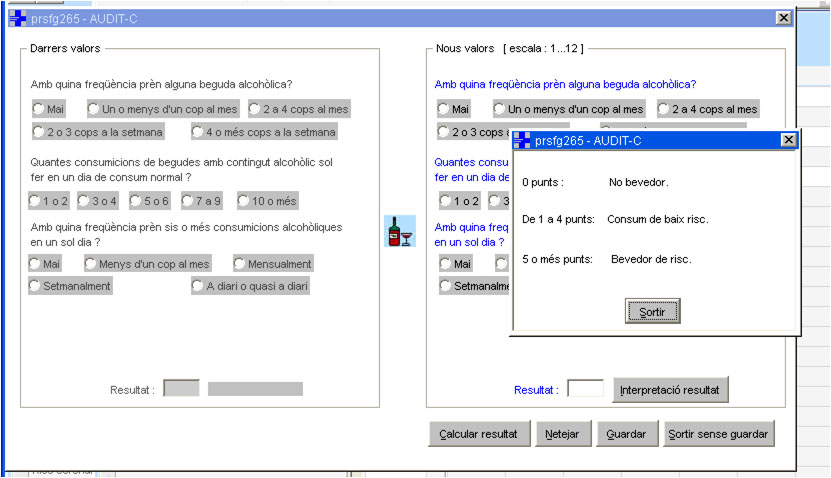 prsfg265 - AUDIT-C
Darrers valors
Amb quina freqüència prèn alguna beguda alcohòlica?
Mai Un o menys d'un cop al mes 2 a 4 cops al mes
2 o 3 cops a la setmana 4 o més cops a la setmana
Quantes consumicions de begudes amb contingut alcohòlic sol
fer en un dia de consum normal ?
1 o 2 3 o 4 5 o 6 7 a 9 10 o més
Amb quina freqüència prèn sis o més consumicions alcohòliques
en un sol dia ?
Mai Menys d'un cop al mes Mensualment
Setmanalment A diari o quasi a diari
Resultat :
Nous valors [ escala : 1...12 ]
Amb quina freqüència prèn alguna beguda alcohòlica?
Mai Un o menys d'un cop al mes 2 a 4 cops al mes
2 o 3 cops
Quantes consu
fer en un dia de
1 o 2 3
Amb quina freq
en un sol dia ?
Mai
Setmanalme
Resultat : Interpretació resultat
Calcular resultat Netejar Guardar Sortir sense guardar
prsfg265 - AUDIT-C
0 punts : No bevedor.
De 1 a 4 punts: Consum de baix risc.
5 o més punts: Bevedor de risc.
Sortir